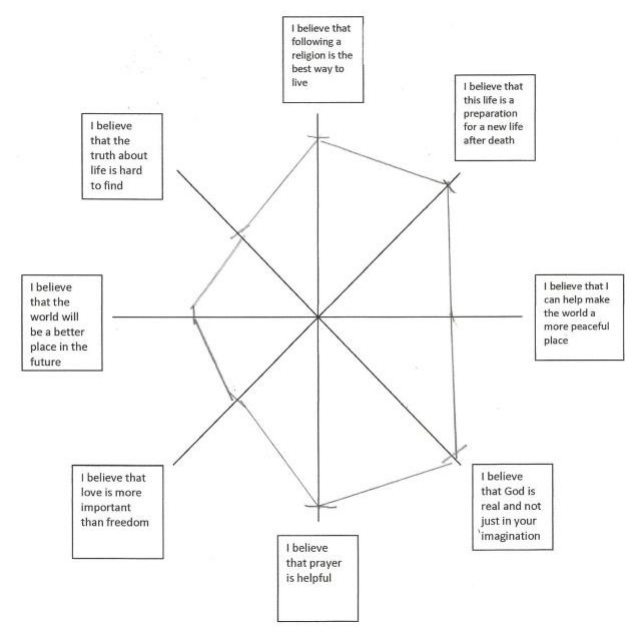 I believe that
following a
religion is the
best way to
live
I believe that
this life is a
preparation
for a new life
after death
I believe that I
can help make
the world a
more peaceful
place
I believe
that God is
real and not
just in your
imagination
I believe
that prayer
is helpful
I believe that
love is more
important
than freedom
I believe
that the
world will
be a better
place in the
future
I believe
that the
truth about
life is hard
to find